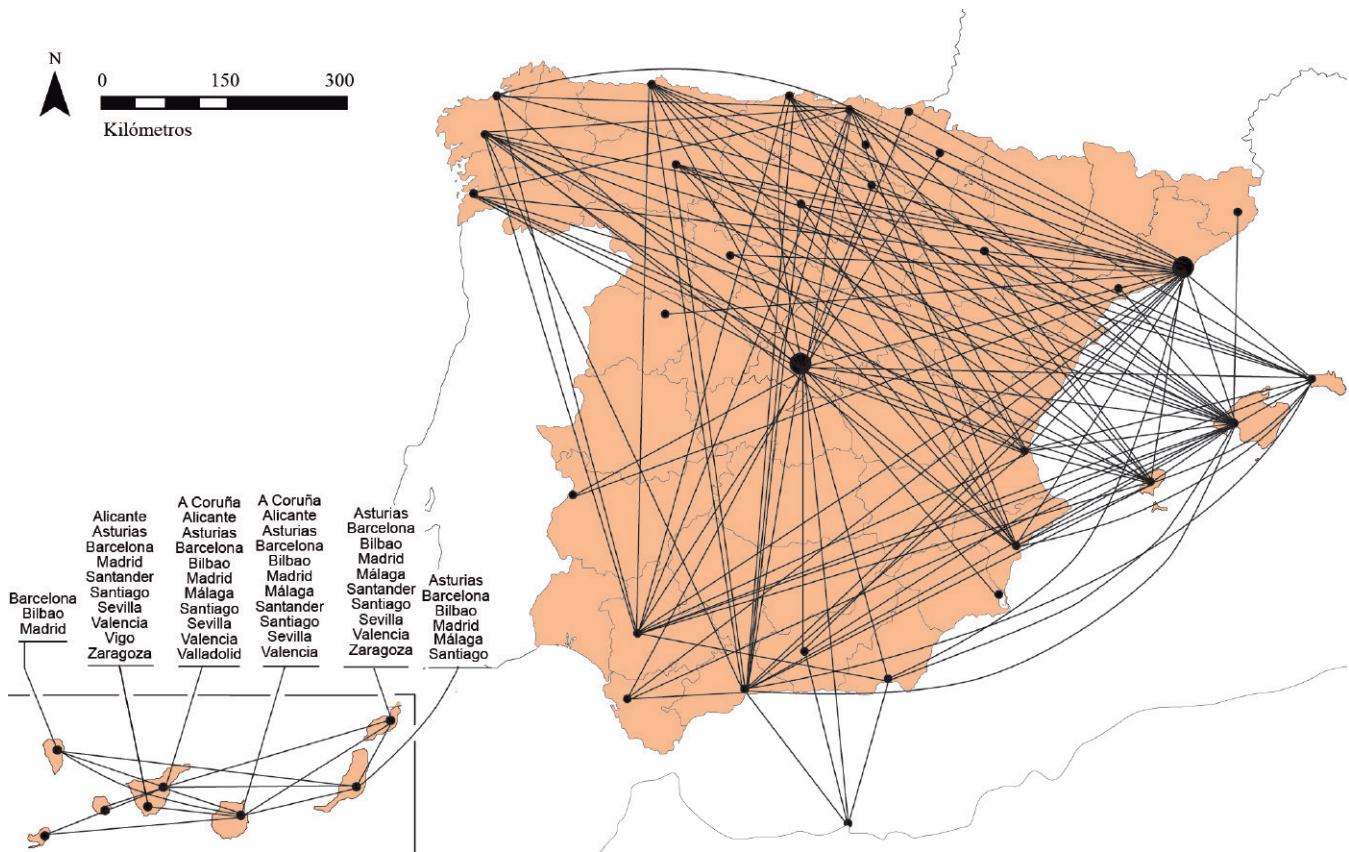 N
0 150 300
Kilómetros
Barcelona
Bilbao
Madrid
Alicante
Asturias
Barcelona
Madrid
Santander
Santiago
Sevilla
Valencia
Vigo
Zaragoza
A Coruña
Alicante
Asturias
Barcelona
Bilbao
Madrid
Málaga
Santiago
Sevilla
Valencia
Valladolid
A Coruña
Alicante
Asturias
Barcelona
Bilbao
Madrid
Málaga
Santander
Santiago
Sevilla
Valencia
Asturias
Barcelona
Bilbao
Madrid
Málaga
Santander
Santiago
Sevilla
Valencia
Zaragoza
Asturias
Barcelona
Bilbao
Madrid
Málaga
Santiago